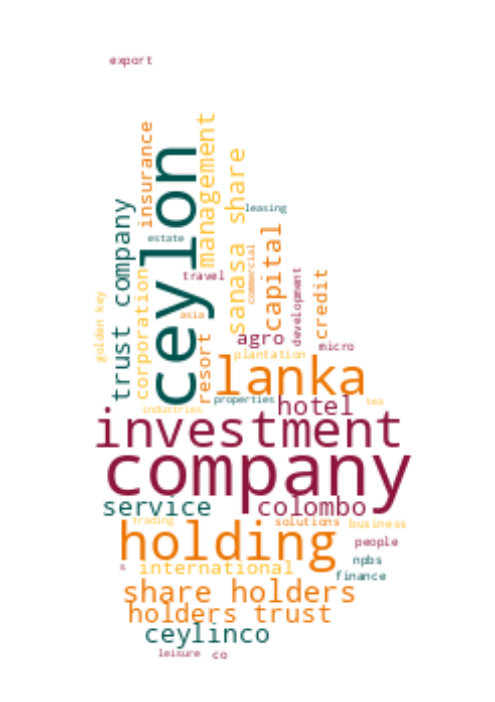 export
insurance
ceylon
management
sanasa share
leasing
estate
trust company
corporation
commercial
capital
travel
development
credit
golden key
asia
resort
agro
micro
plantation
lanka
properties
hotel
tea
industries
investment
company
service
colombo
trading
solutions
business
holding
people
npbs
s
international
finance
share holders
holders trust
ceylinco
leisure
co